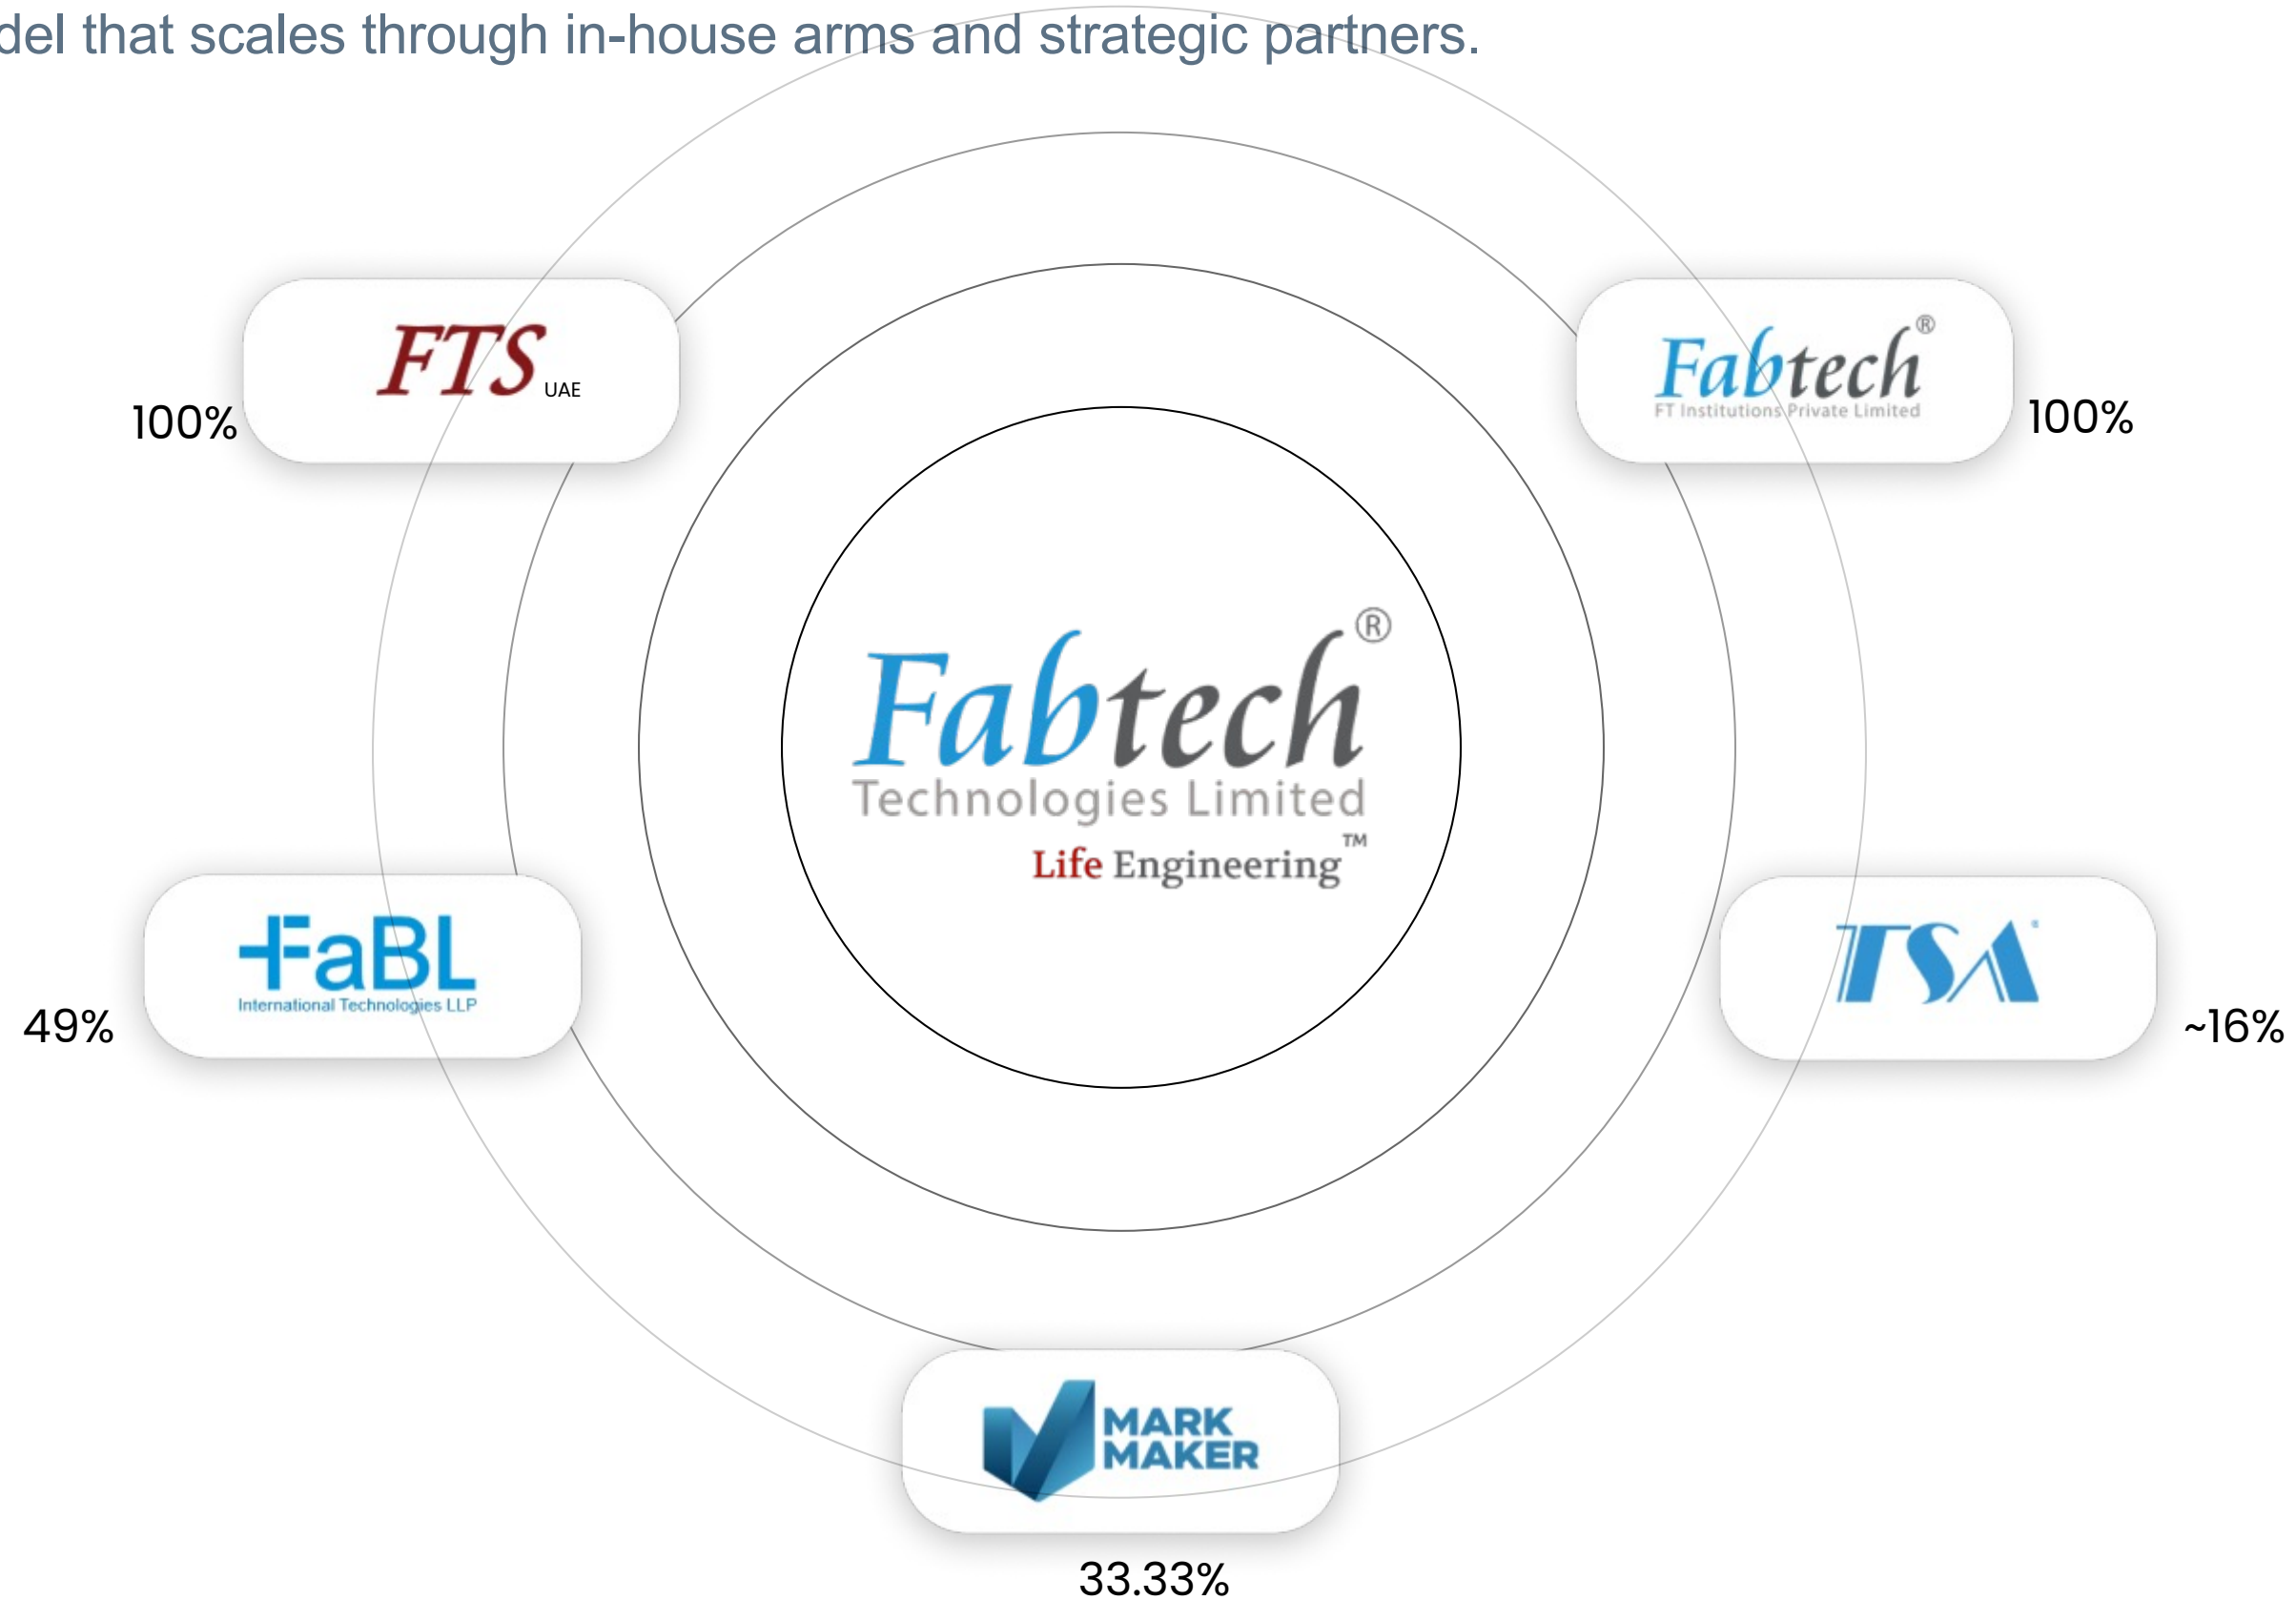 del that scales through in-house arms and strategic partners.
FTS UAE
100%
Fabtech®
FT Institutions Private Limited
100%
Fabtech®
Technologies Limited
Life Engineering™
FaBL
International Technologies LLP
49%
TSA
~16%
MARK
MAKER
33.33%